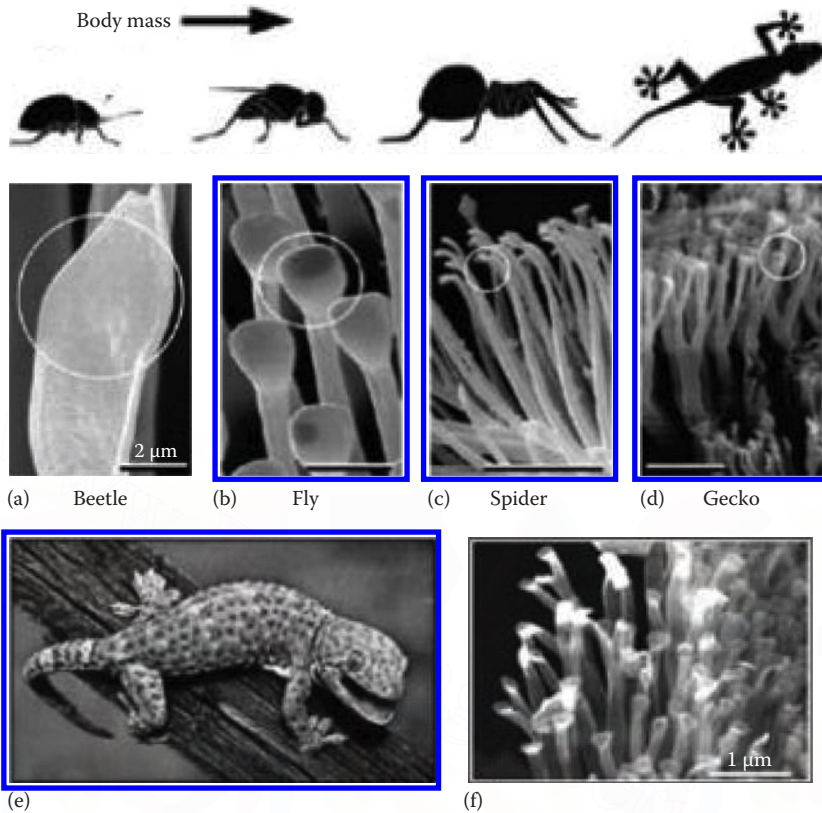 Body mass
2 μm
(a) Beetle
(b) Fly
(c) Spider
(d) Gecko
(e)
1 μm
(f)